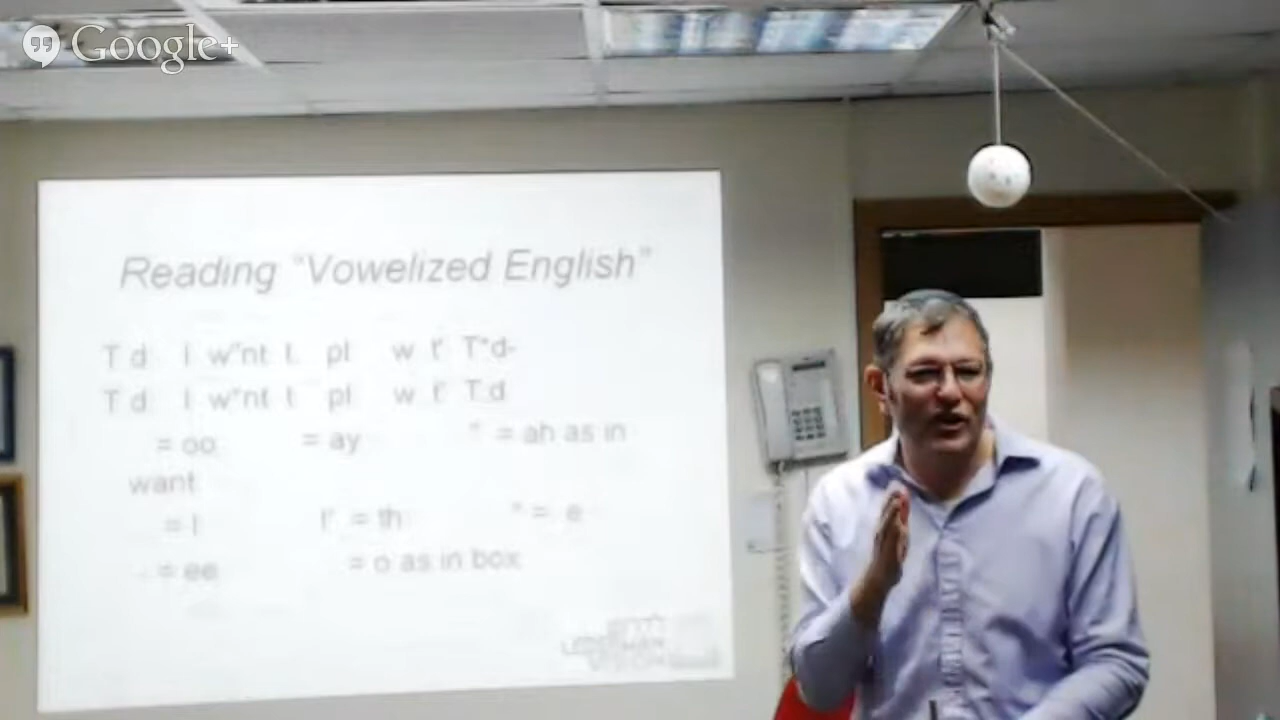 Google+
Reading "Vowelized English"
T d I w"nt t pl w t' T"d-
T d I w"nt t pl w t' T d
= oo = ay " = ah as in
want
= I t' = th " = e
- = ee = o as in box